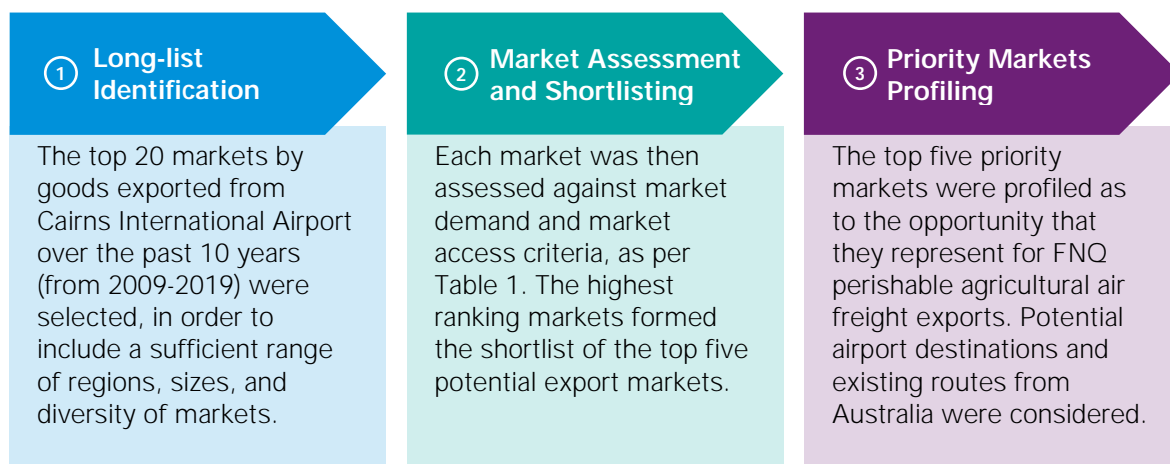 1
Long-list
Identification
The top 20 markets by
goods exported from
Cairns International Airport
over the past 10 years
(from 2009-2019) were
selected, in order to
include a sufficient range
of regions, sizes, and
diversity of markets.
2
Market Assessment
and Shortlisting
Each market was then
assessed against market
demand and market
access criteria, as per
Table 1. The highest
ranking markets formed
the shortlist of the top five
potential export markets.
3
Priority Markets
Profiling
The top five priority
markets were profiled as
to the opportunity that
they represent for FNQ
perishable agricultural air
freight exports. Potential
airport destinations and
existing routes from
Australia were considered.